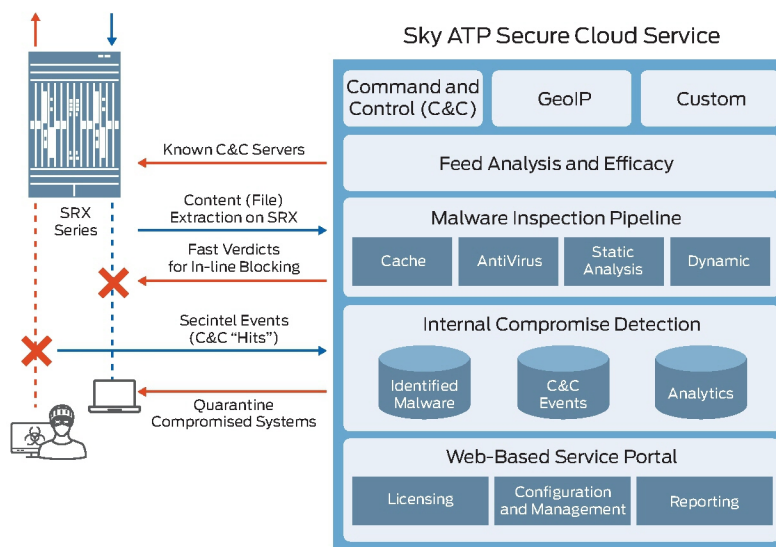 Sky ATP Secure Cloud Service
Command and
Control (C&C)
GeoIP
Custom
Known C&C Servers
Feed Analysis and Efficacy
SRX
Series
Content (File)
Extraction on SRX
Malware Inspection Pipeline
Cache
AntiVirus
Static
Analysis
Dynamic
Fast Verdicts
for In-line Blocking
Secintel Events
(C&C “Hits”)
Internal Compromise Detection
Identified
Malware
C&C
Events
Analytics
Quarantine
Compromised Systems
Web-Based Service Portal
Licensing
Configuration
and Management
Reporting